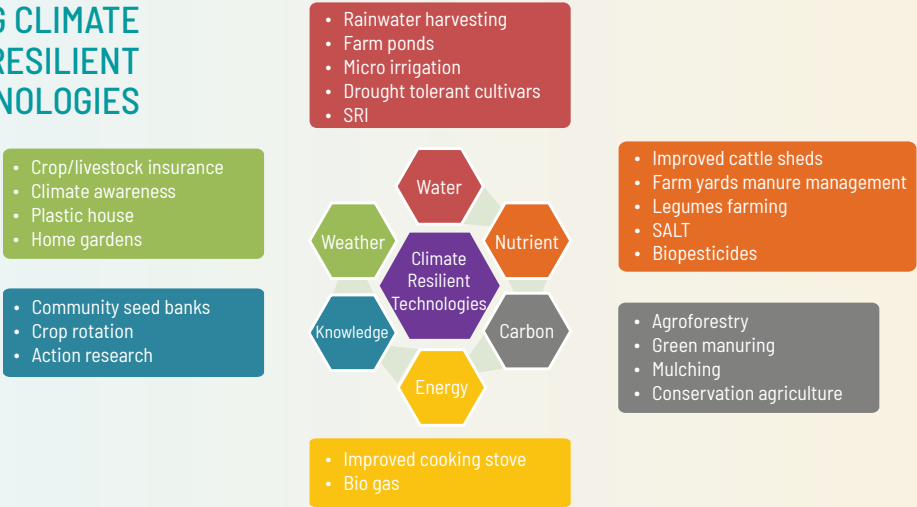 G CLIMATE
RESILIENT
NOLOGIES
• Rainwater harvesting
• Farm ponds
• Micro irrigation
• Drought tolerant cultivars
• SRI
• Crop/livestock insurance
• Climate awareness
• Plastic house
• Home gardens
• Improved cattle sheds
• Farm yards manure management
• Legumes farming
• SALT
• Biopesticides
Water
Weather
Nutrient
Climate
Resilient
Technologies
Knowledge
Carbon
Energy
• Community seed banks
• Crop rotation
• Action research
• Agroforestry
• Green manuring
• Mulching
• Conservation agriculture
• Improved cooking stove
• Bio gas